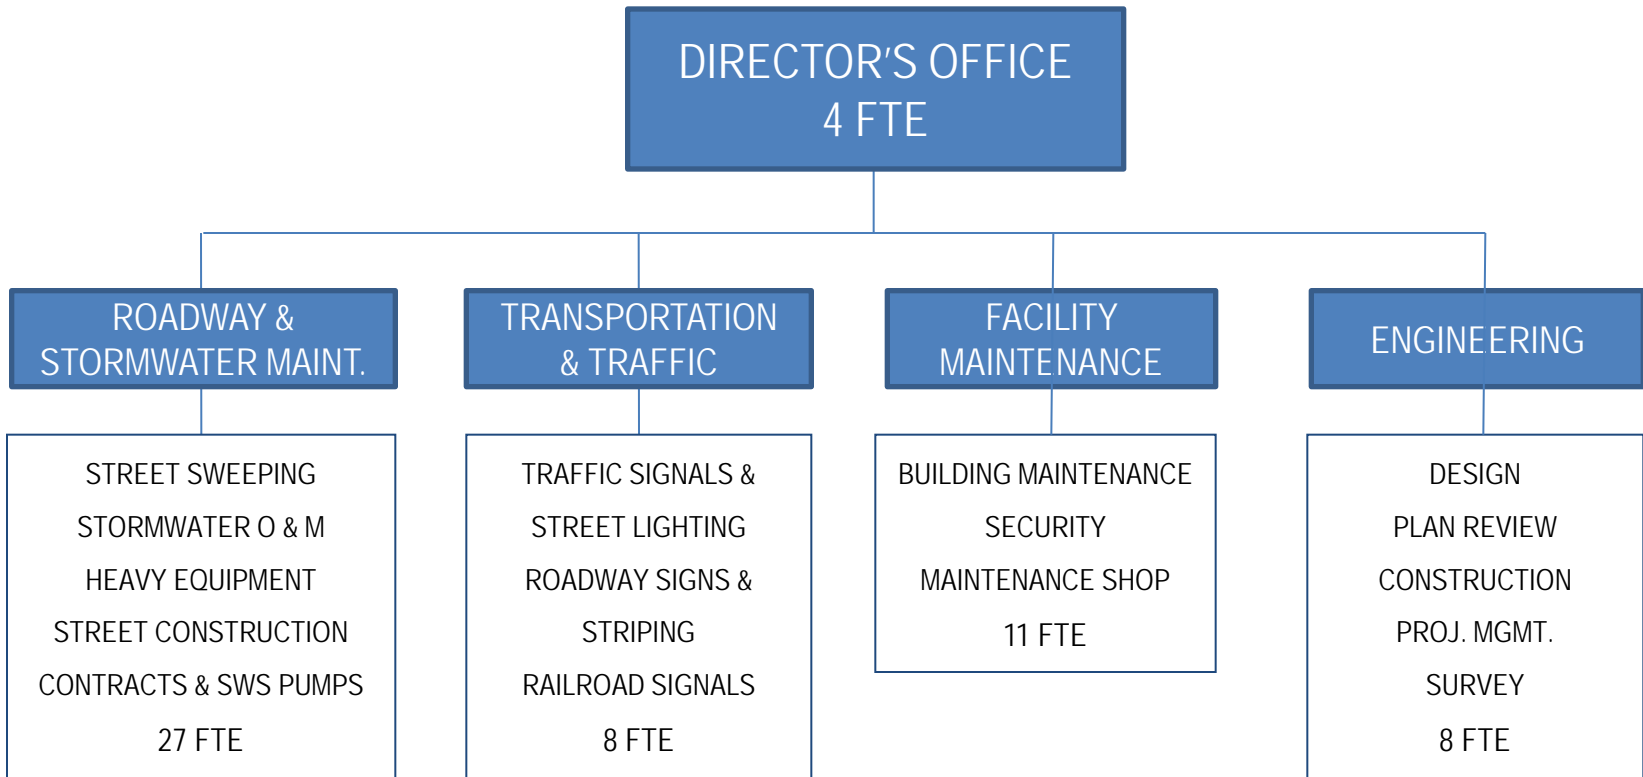 DIRECTOR'S OFFICE
4 FTE
ROADWAY &
STORMWATER MAINT.
TRANSPORTATION
& TRAFFIC
FACILITY
MAINTENANCE
ENGINEERING
STREET SWEEPING
STORMWATER O & M
HEAVY EQUIPMENT
STREET CONSTRUCTION
CONTRACTS & SWS PUMPS
27 FTE
TRAFFIC SIGNALS &
STREET LIGHTING
ROADWAY SIGNS &
STRIPING
RAILROAD SIGNALS
8 FTE
BUILDING MAINTENANCE
SECURITY
MAINTENANCE SHOP
11 FTE
DESIGN
PLAN REVIEW
CONSTRUCTION
PROJ. MGMT.
SURVEY
8 FTE